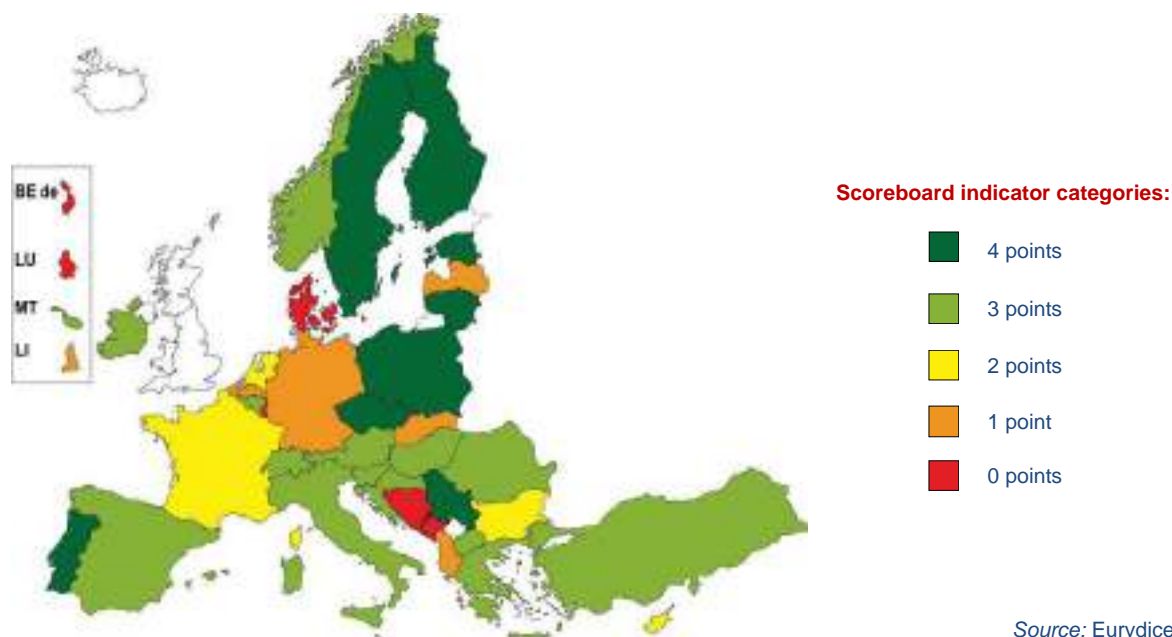 BE de
LU
MT
LI
Scoreboard indicator categories:
4 points
3 points
2 points
1 point
0 points
Source: Eurydice